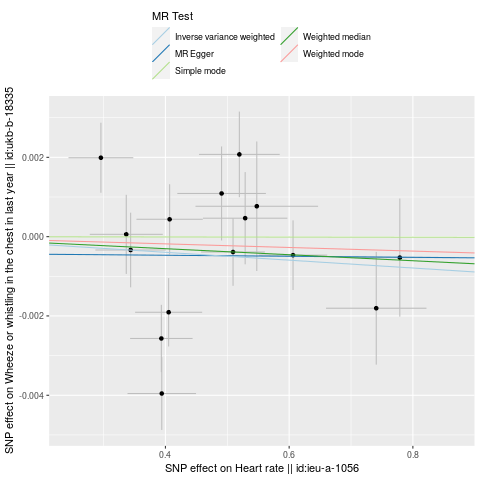 MR Test
Inverse variance weighted
Weighted median
MR Egger
Weighted mode
Simple mode
SNP effect on Wheeze or whistling in the chest in last year || id:ukb-b-18335
0.002
0.000
-0.002
-0.004
0.4
0.6
0.8
SNP effect on Heart rate || id:ieu-a-1056